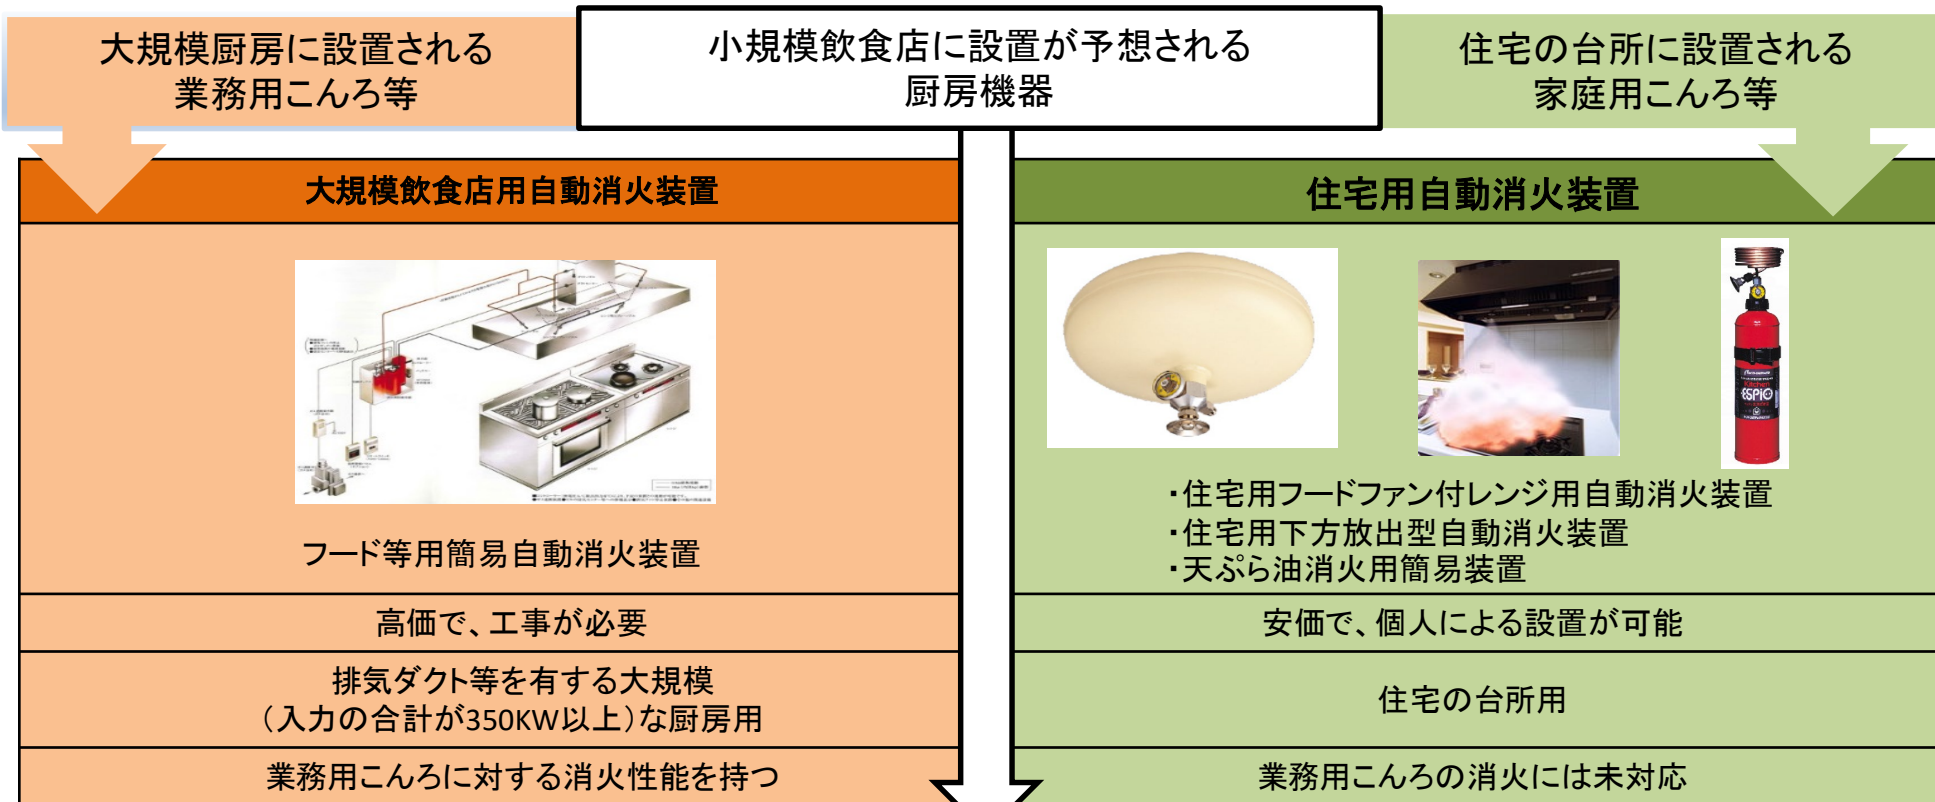 大規模厨房に設置される
業務用こんろ等
小規模飲食店に設置が予想される
厨房機器
住宅の台所に設置される
家庭用こんろ等
大規模飲食店用自動消火装置
フード等用簡易自動消火装置
高価で、工事が必要
排気ダクト等を有する大規模
（入力の合計が350KW以上）な厨房用
業務用こんろに対する消火性能を持つ
住宅用自動消火装置
Kitchen
ESPIO
・住宅用フードファン付レンジ用自動消火装置
・住宅用下方放出型自動消火装置
・天ぷら油消火用簡易装置
安価で、個人による設置が可能
住宅の台所用
業務用こんろの消火には未対応